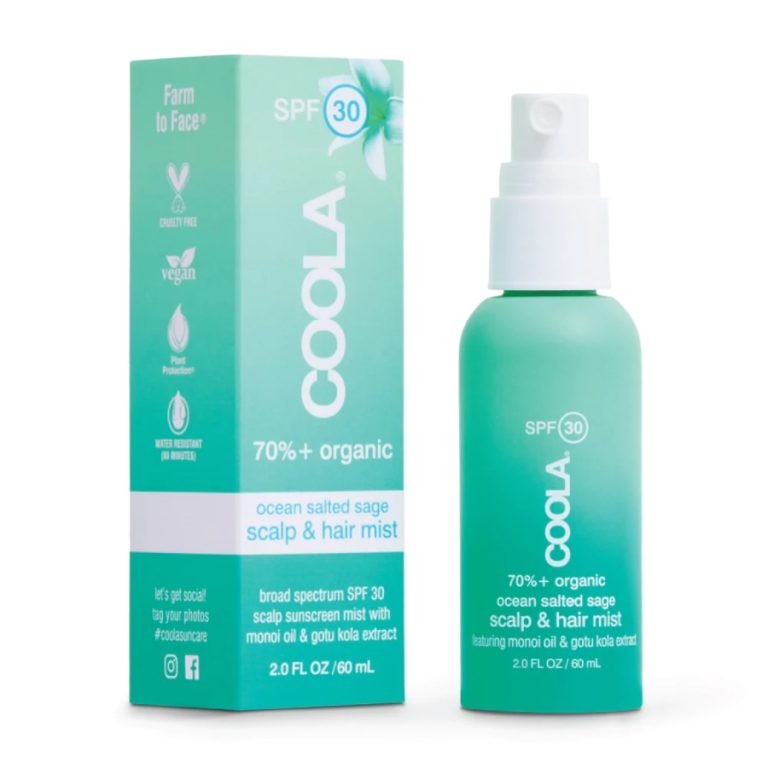 Farm
to Face®
CRUELTY FREE
vegan
Plant
Protection®
WATER RESISTANT
(80 MINUTES)
let's get social!
tag your photos
#coolasuncare
SPF 30
COOLA®
70%+ organic
ocean salted sage
scalp & hair mist
broad spectrum SPF 30
scalp sunscreen mist with
monoi oil & gotu kola extract
2.0 FL OZ/60 mL
SPF 30
COOLA®
70%+ organic
ocean salted sage
scalp & hair mist
featuring monoi oil & gotu kola extract
2.0 FL OZ/60 mL